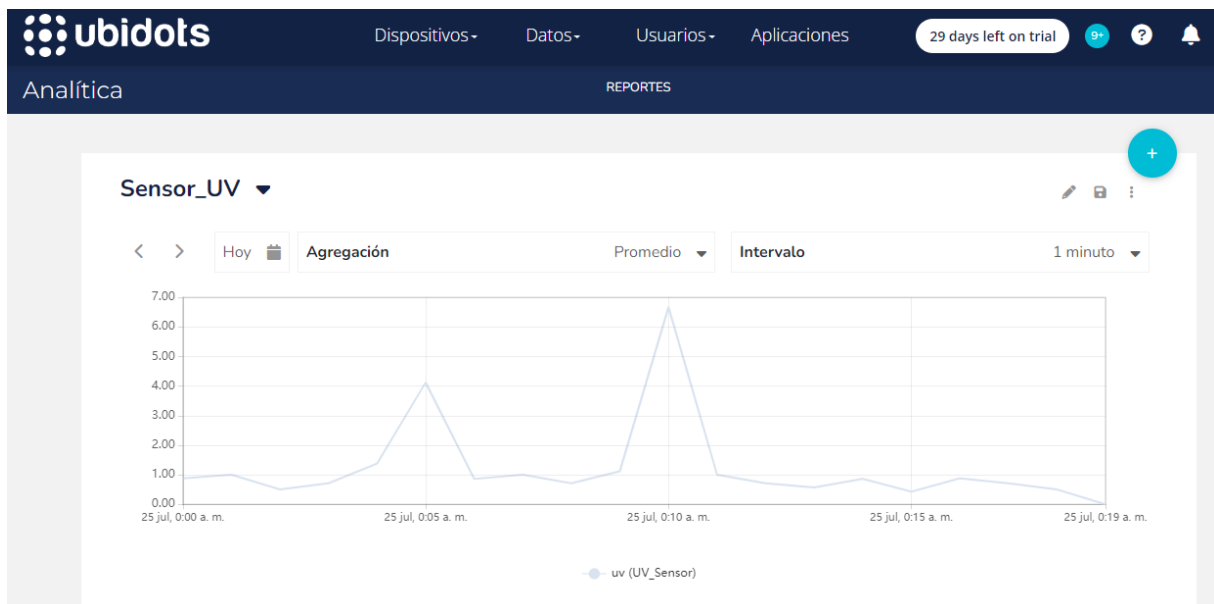 ubidots Dispositivos Datos Usuarios Aplicaciones 29 days left on trial 9+ ?
Analítica REPORTES
+
Sensor_UV
< > Hoy Agregación Promedio Intervalo 1 minuto
7.00
6.00
5.00
4.00
3.00
2.00
1.00
0.00
25 jul, 0:00 a. m. 25 jul, 0:05 a. m. 25 jul, 0:10 a. m. 25 jul, 0:15 a. m. 25 jul, 0:19 a. m.
uv (UV_Sensor)